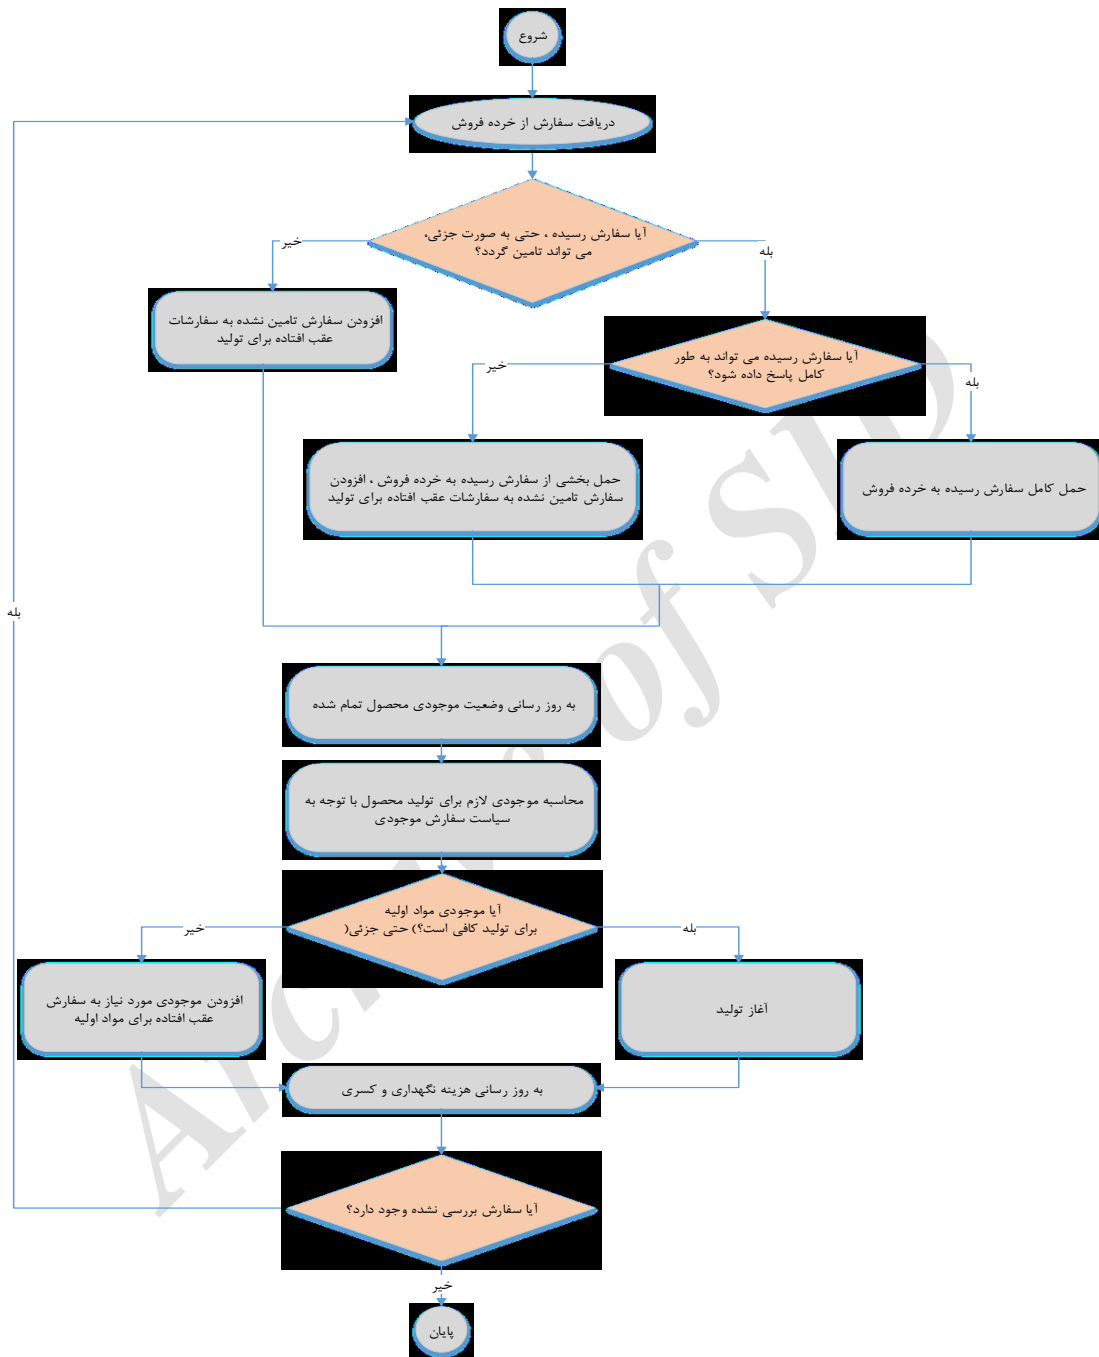 شروع
دریافت سفارش از خرده فروش
آیا سفارش رسیده ، حتی به صورت جزئی،
می تواند تامین گردد؟
خیر
بله
افزودن سفارش تامین نشده به سفارشات
عقب افتاده برای تولید
آیا سفارش رسیده می تواند به طور
کامل پاسخ داده شود؟
خیر
بله
حمل بخشی از سفارش رسیده به خرده فروش ، افزودن
سفارش تامین نشده به سفارشات عقب افتاده برای تولید
حمل کامل سفارش رسیده به خرده فروش
بله
به روز رسانی وضعیت موجودی محصول تمام شده
محاسبه موجودی لازم برای تولید محصول با توجه به
سیاست سفارش موجودی
آیا موجودی مواد اولیه
برای تولید کافی است؟) حتی جزئی(
خیر
بله
افزودن موجودی مورد نیاز به سفارش
عقب افتاده برای مواد اولیه
آغاز تولید
به روز رسانی هزینه نگهداری و کسری
آیا سفارش بررسی نشده وجود دارد؟
خیر
پایان
Archive of SID